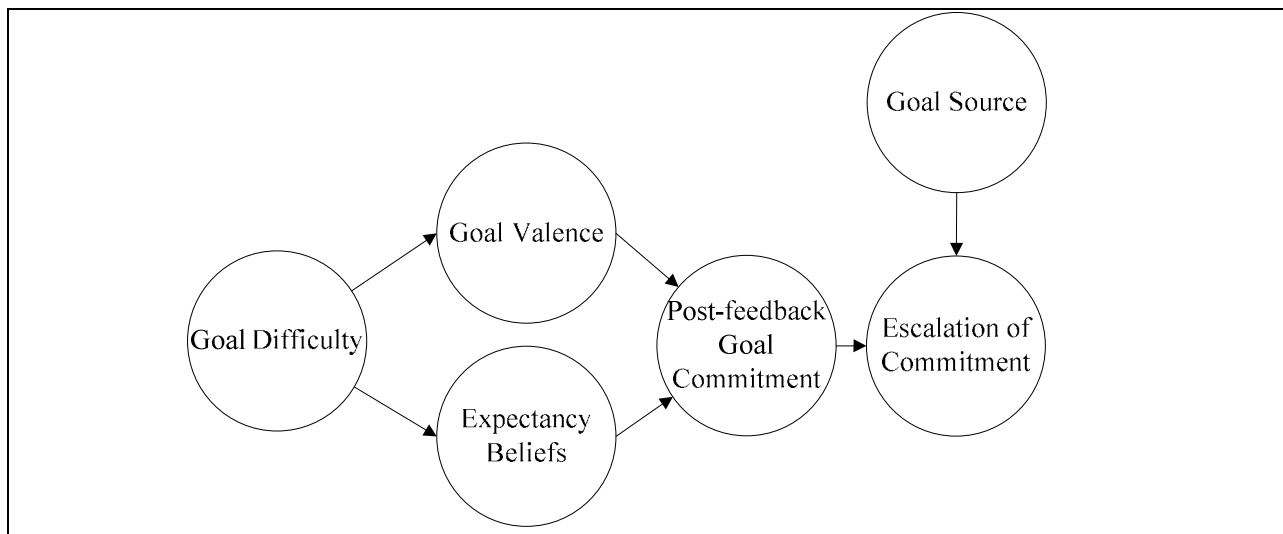 Goal Source
Goal Valence
Goal Difficulty
Post-feedback
Goal
Commitment
Escalation of
Commitment
Expectancy
Beliefs